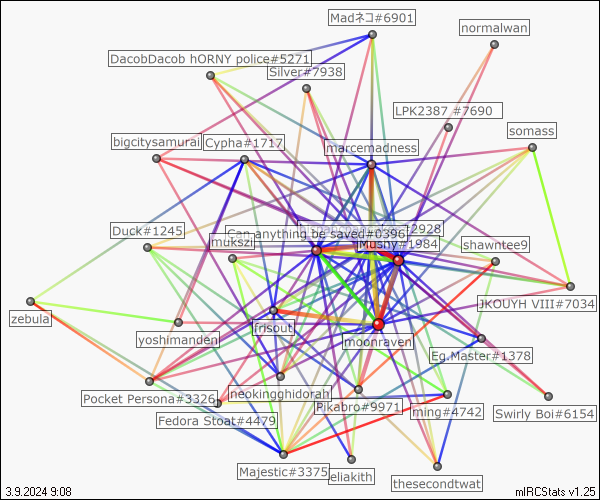 Madネコ#6901
normalwan
DacobDacob hORNY police#5271
Silver#7938
LPK2387 #7690
somass
bigcitysamurai
Cypha#1717
marcemadness
Duck#1245
#2928
Can anything be saved#0396
mukszi
Mushy#1984
shawntee9
JKOUYH VIII#7034
zebula
yoshimanden
frisout
moonraven
Eg.Master#1378
Pocket Persona#3326
neokingghidorah
Pikabro#9971
ming#4742
Swirly Boi#6154
Fedora Stoat#4479
Majestic#3375
eliakith
thesecondtwat
3.9.2024 9:08
mIRCStats v1.25